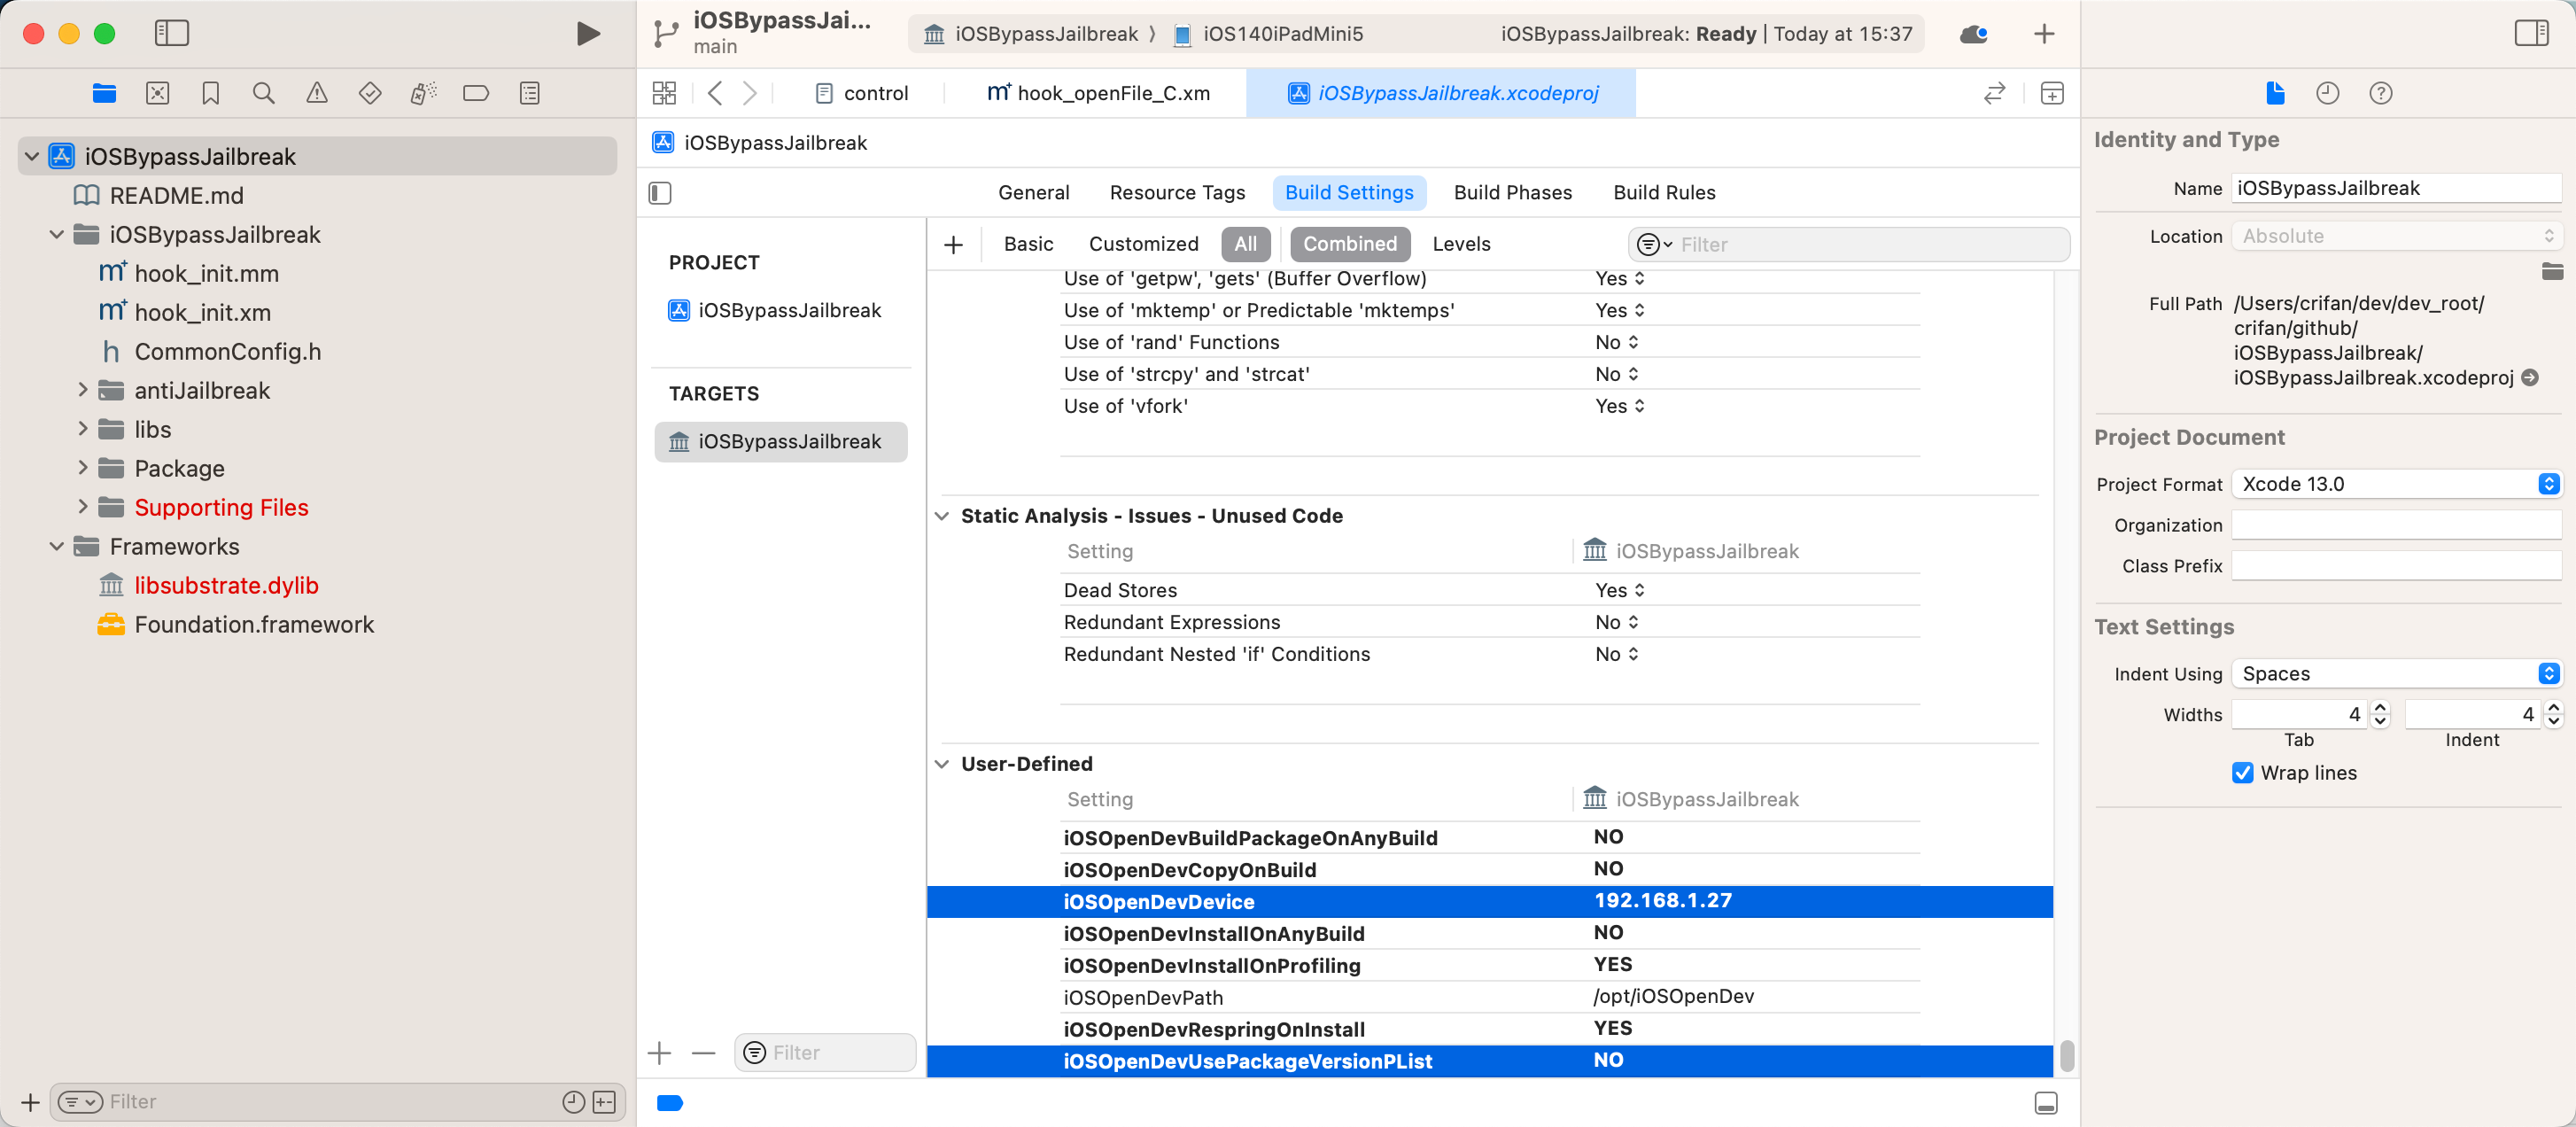 iOSBypassJai...
main
iOSBypassJailbreak
iOS140iPadMini5
iOSBypassJailbreak: Ready | Today at 15:37
control
hook_openFile_C.xm
iOSBypassJailbreak.xcodeproj
iOSBypassJailbreak
README.md
iOSBypassJailbreak
hook_init.mm
hook_init.xm
CommonConfig.h
antiJailbreak
libs
Package
Supporting Files
Frameworks
libsubstrate.dylib
Foundation.framework
Filter
iOSBypassJailbreak
General Resource Tags Build Settings Build Phases Build Rules
PROJECT
iOSBypassJailbreak
TARGETS
iOSBypassJailbreak
Filter
Basic Customized All Combined Levels Filter
Use of 'getpw', 'gets' (Buffer Overflow) Yes
Use of 'mktemp' or Predictable 'mktemps' Yes
Use of 'rand' Functions No
Use of 'strcpy' and 'strcat' No
Use of 'vfork' Yes
Static Analysis - Issues - Unused Code
Setting iOSBypassJailbreak
Dead Stores Yes
Redundant Expressions No
Redundant Nested 'if' Conditions No
User-Defined
Setting iOSBypassJailbreak
iOSOpenDevBuildPackageOnAnyBuild NO
iOSOpenDevCopyOnBuild NO
iOSOpenDevDevice 192.168.1.27
iOSOpenDevInstallOnAnyBuild NO
iOSOpenDevInstallOnProfiling YES
iOSOpenDevPath /opt/iOSOpenDev
iOSOpenDevRespringOnInstall YES
iOSOpenDevUsePackageVersionPList NO
Identity and Type
Name iOSBypassJailbreak
Location Absolute
Full Path /Users/crifan/dev/dev_root/
crifan/github/
iOSBypassJailbreak/
iOSBypassJailbreak.xcodeproj
Project Document
Project Format Xcode 13.0
Organization
Class Prefix
Text Settings
Indent Using Spaces
Widths 4 4
Tab Indent
Wrap lines